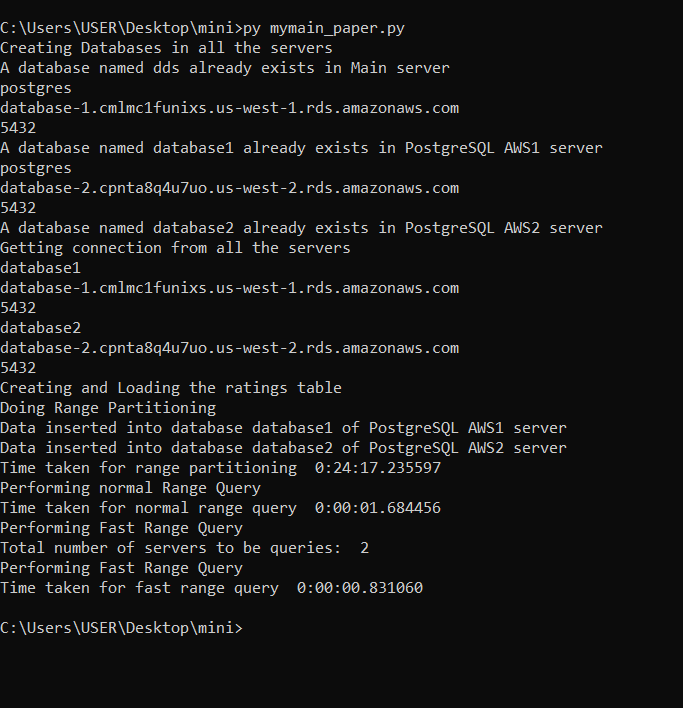 C:\Users\USER\Desktop\mini>py mymain_paper.py
Creating Databases in all the servers
A database named dds already exists in Main server
postgres
database-1.cmlmc1funixs.us-west-1.rds.amazonaws.com
5432
A database named database1 already exists in PostgreSQL AWS1 server
postgres
database-2.cpnta8q4u7uo.us-west-2.rds.amazonaws.com
5432
A database named database2 already exists in PostgreSQL AWS2 server
Getting connection from all the servers
database1
database-1.cmlmc1funixs.us-west-1.rds.amazonaws.com
5432
database2
database-2.cpnta8q4u7uo.us-west-2.rds.amazonaws.com
5432
Creating and Loading the ratings table
Doing Range Partitioning
Data inserted into database database1 of PostgreSQL AWS1 server
Data inserted into database database2 of PostgreSQL AWS2 server
Time taken for range partitioning  0:24:17.235597
Performing normal Range Query
Time taken for normal range query  0:00:01.684456
Performing Fast Range Query
Total number of servers to be queries:  2
Performing Fast Range Query
Time taken for fast range query  0:00:00.831060
C:\Users\USER\Desktop\mini>